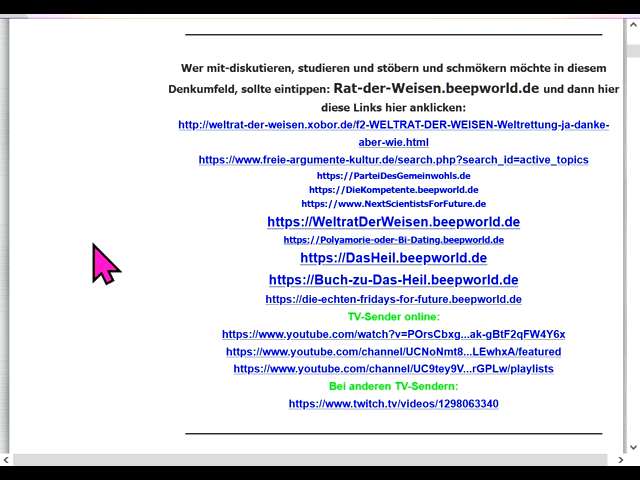 Wer mit-diskutieren, studieren und stöbern und schmökern möchte in diesem
Denkumfeld, sollte eintippen: Rat-der-Weisen.beepworld.de und dann hier
diese Links hier anklicken:
http://weltrat-der-weisen.xobor.de/f2-WELTRAT-DER-WEISEN-Weltrettung-ja-danke-
aber-wie.html
https://www.freie-argumente-kultur.de/search.php?search_id=active_topics
https://ParteiDesGemeinwohls.de
https://DieKompetente.beepworld.de
https://www.NextScientistsForFuture.de
https://WeltratDerWeisen.beepworld.de
https://Polyamorie-oder-Bi-Dating.beepworld.de
https://DasHeil.beepworld.de
https://Buch-zu-Das-Heil.beepworld.de
https://die-echten-fridays-for-future.beepworld.de
TV-Sender online:
https://www.youtube.com/watch?v=POrsCbxg...ak-gBtF2qFW4Y6x
https://www.youtube.com/channel/UCNoNmt8...LEwhxA/featured
https://www.youtube.com/channel/UC9tey9V...rGPLw/playlists
Bei anderen TV-Sendern:
https://www.twitch.tv/videos/1298063340